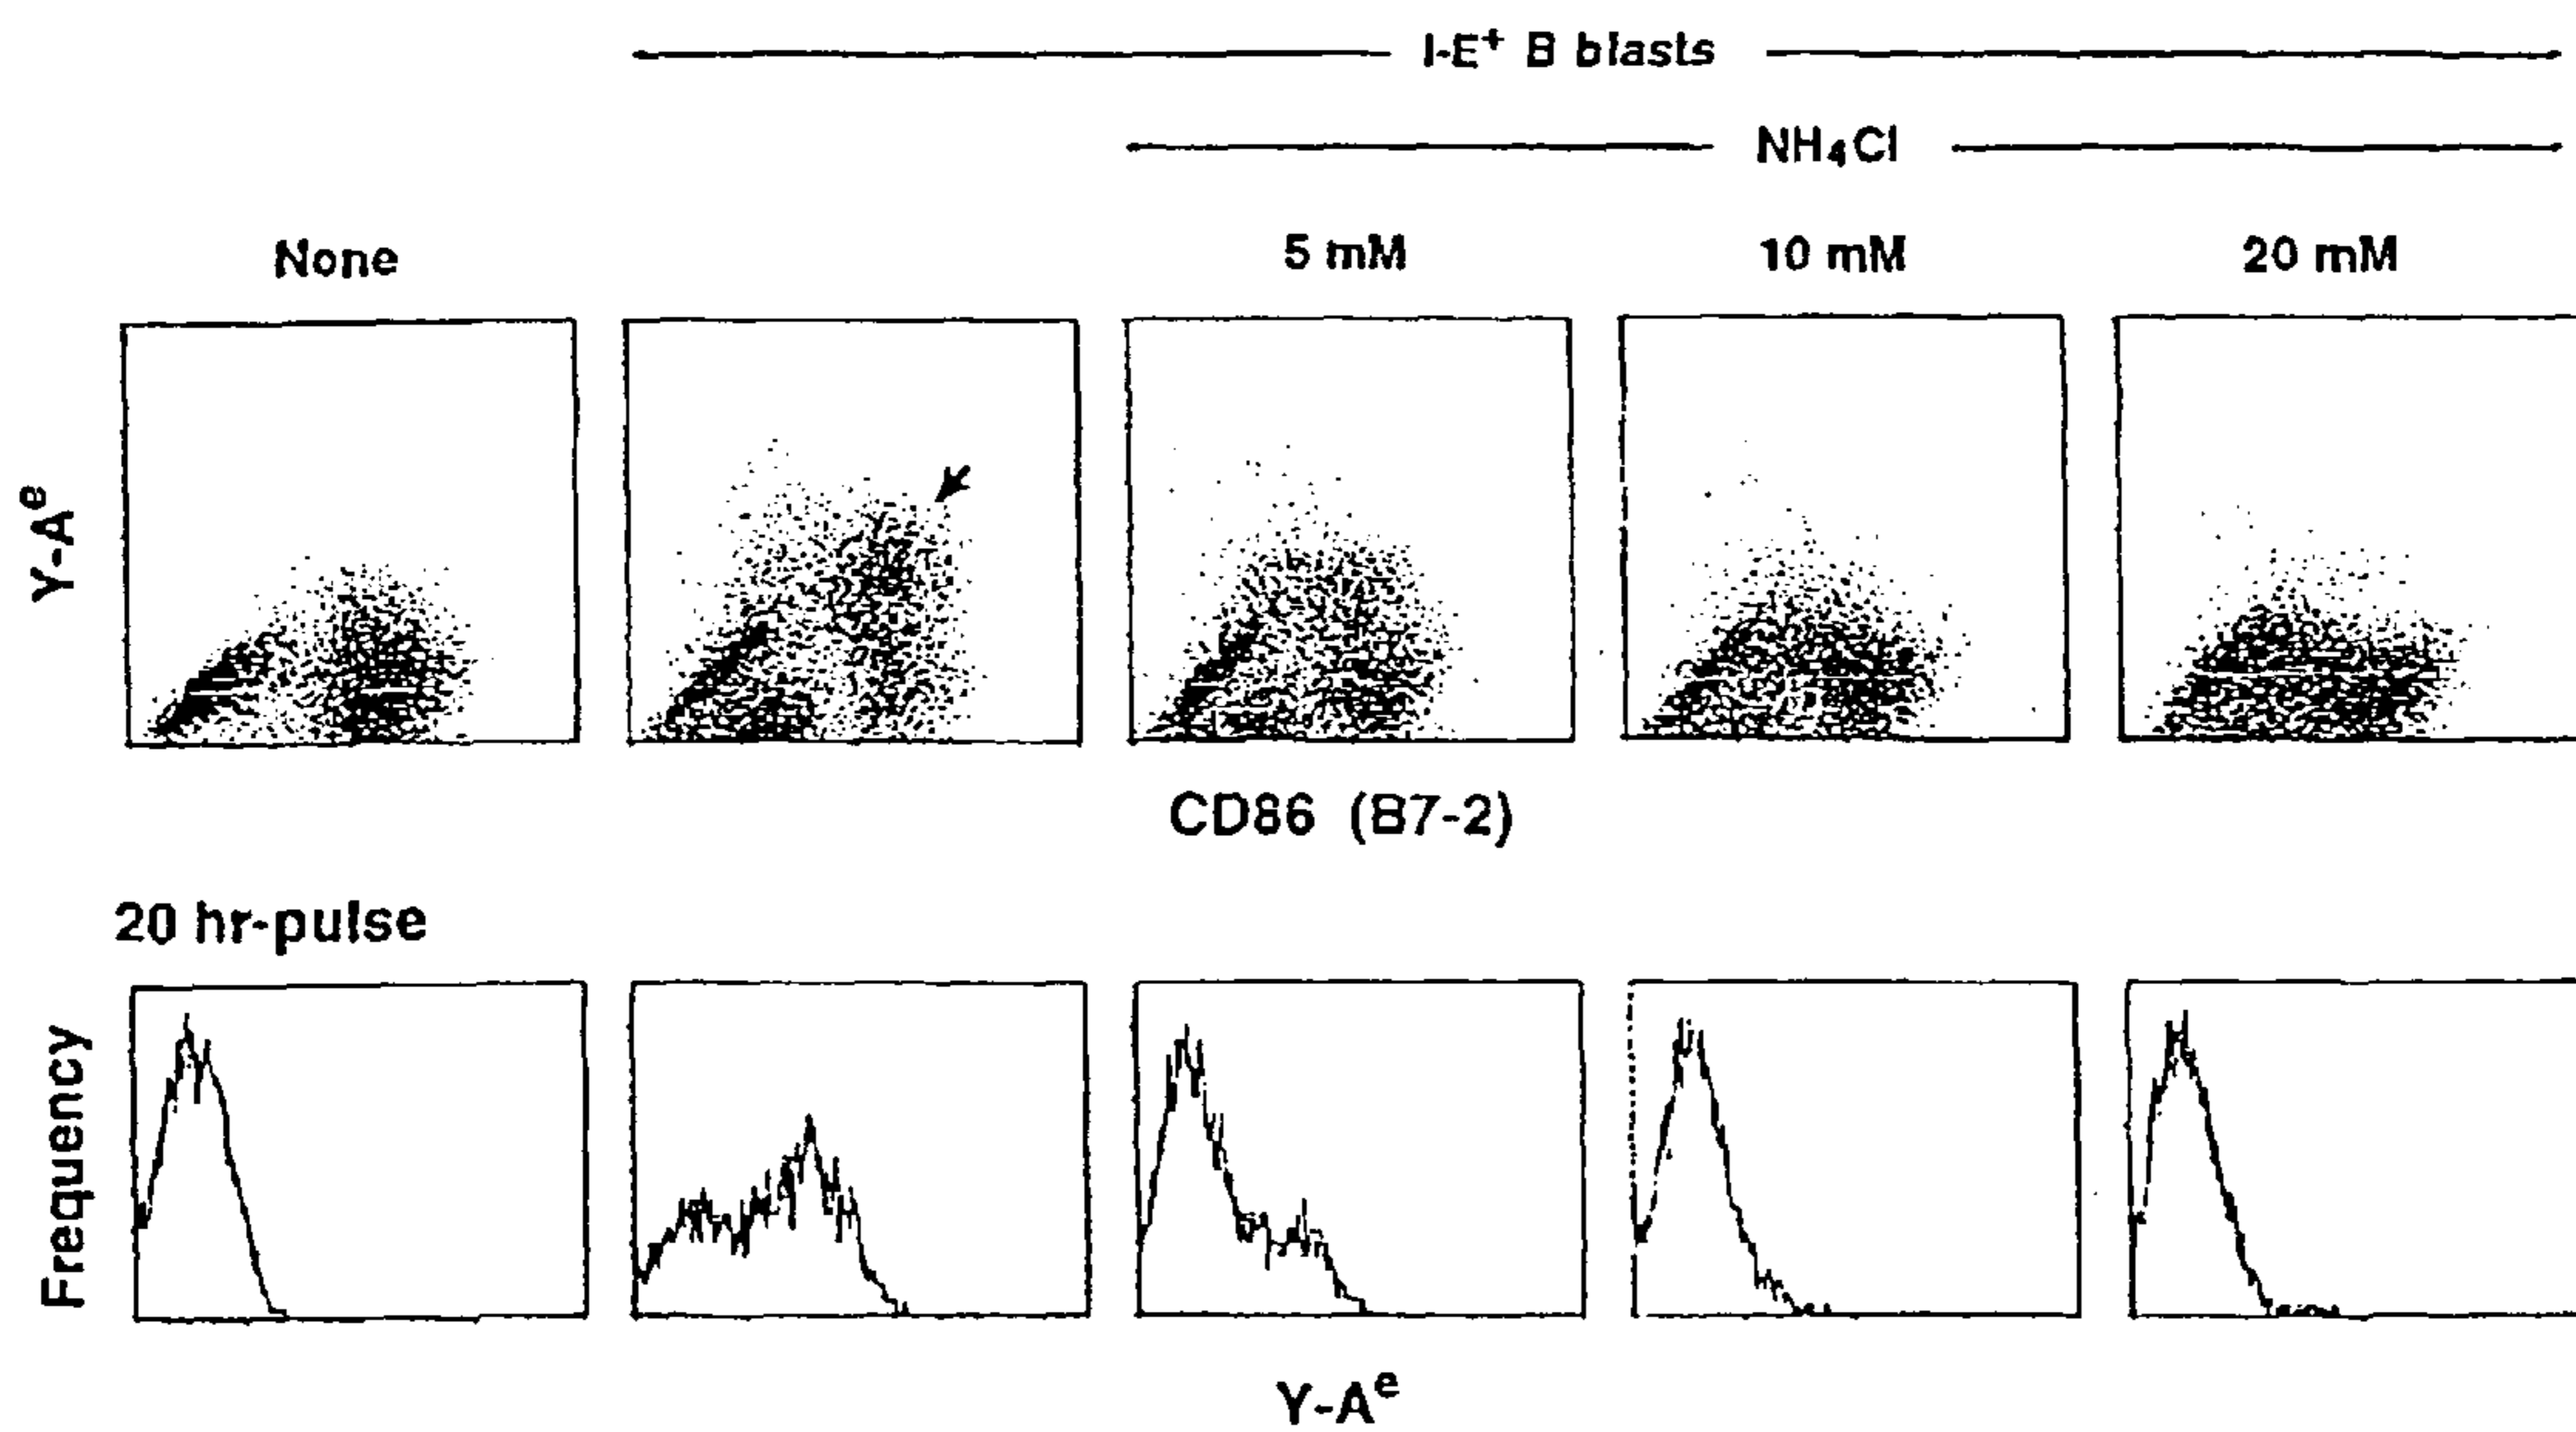 I-E⁺ B blasts
NH₄Cl
None
5 mM
10 mM
20 mM
Y-Aᵉ
CD86 (B7-2)
20 hr-pulse
Frequency
Y-Aᵉ